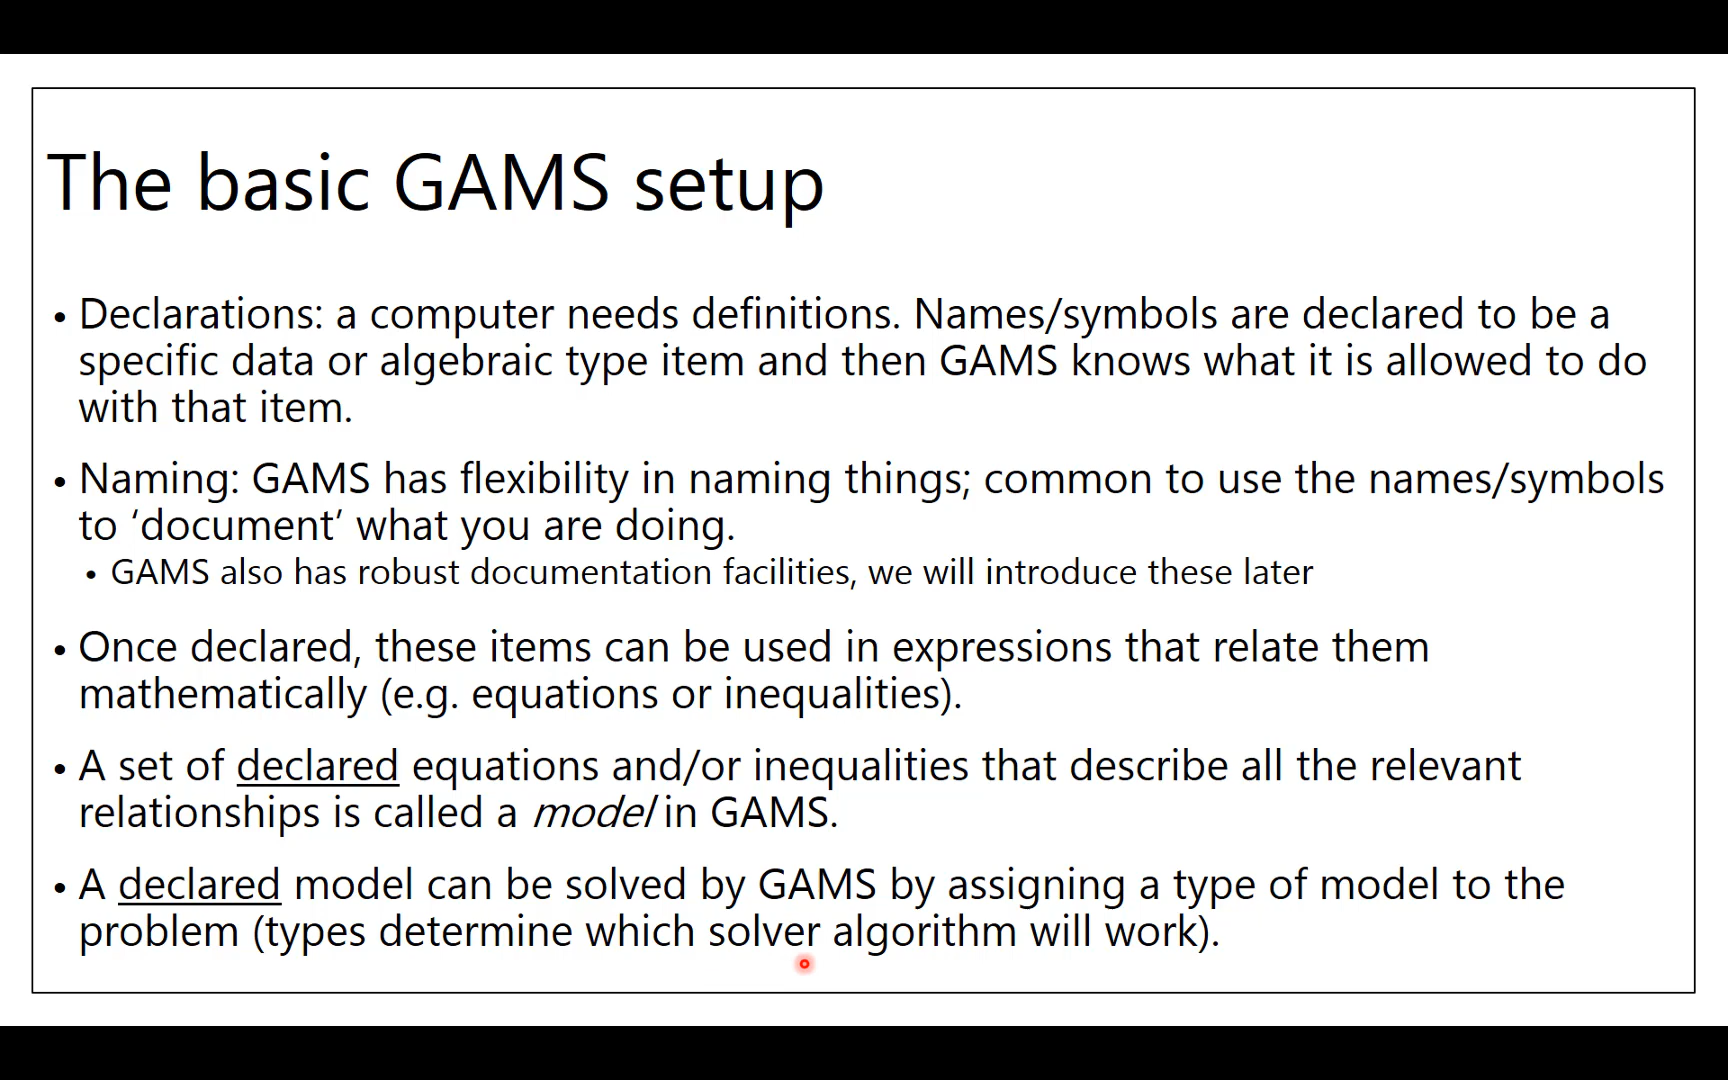 The basic GAMS setup
• Declarations: a computer needs definitions. Names/symbols are declared to be a
specific data or algebraic type item and then GAMS knows what it is allowed to do
with that item.
• Naming: GAMS has flexibility in naming things; common to use the names/symbols
to ‘document’ what you are doing.
• GAMS also has robust documentation facilities, we will introduce these later
• Once declared, these items can be used in expressions that relate them
mathematically (e.g. equations or inequalities).
• A set of declared equations and/or inequalities that describe all the relevant
relationships is called a model in GAMS.
• A declared model can be solved by GAMS by assigning a type of model to the
problem (types determine which solver algorithm will work).